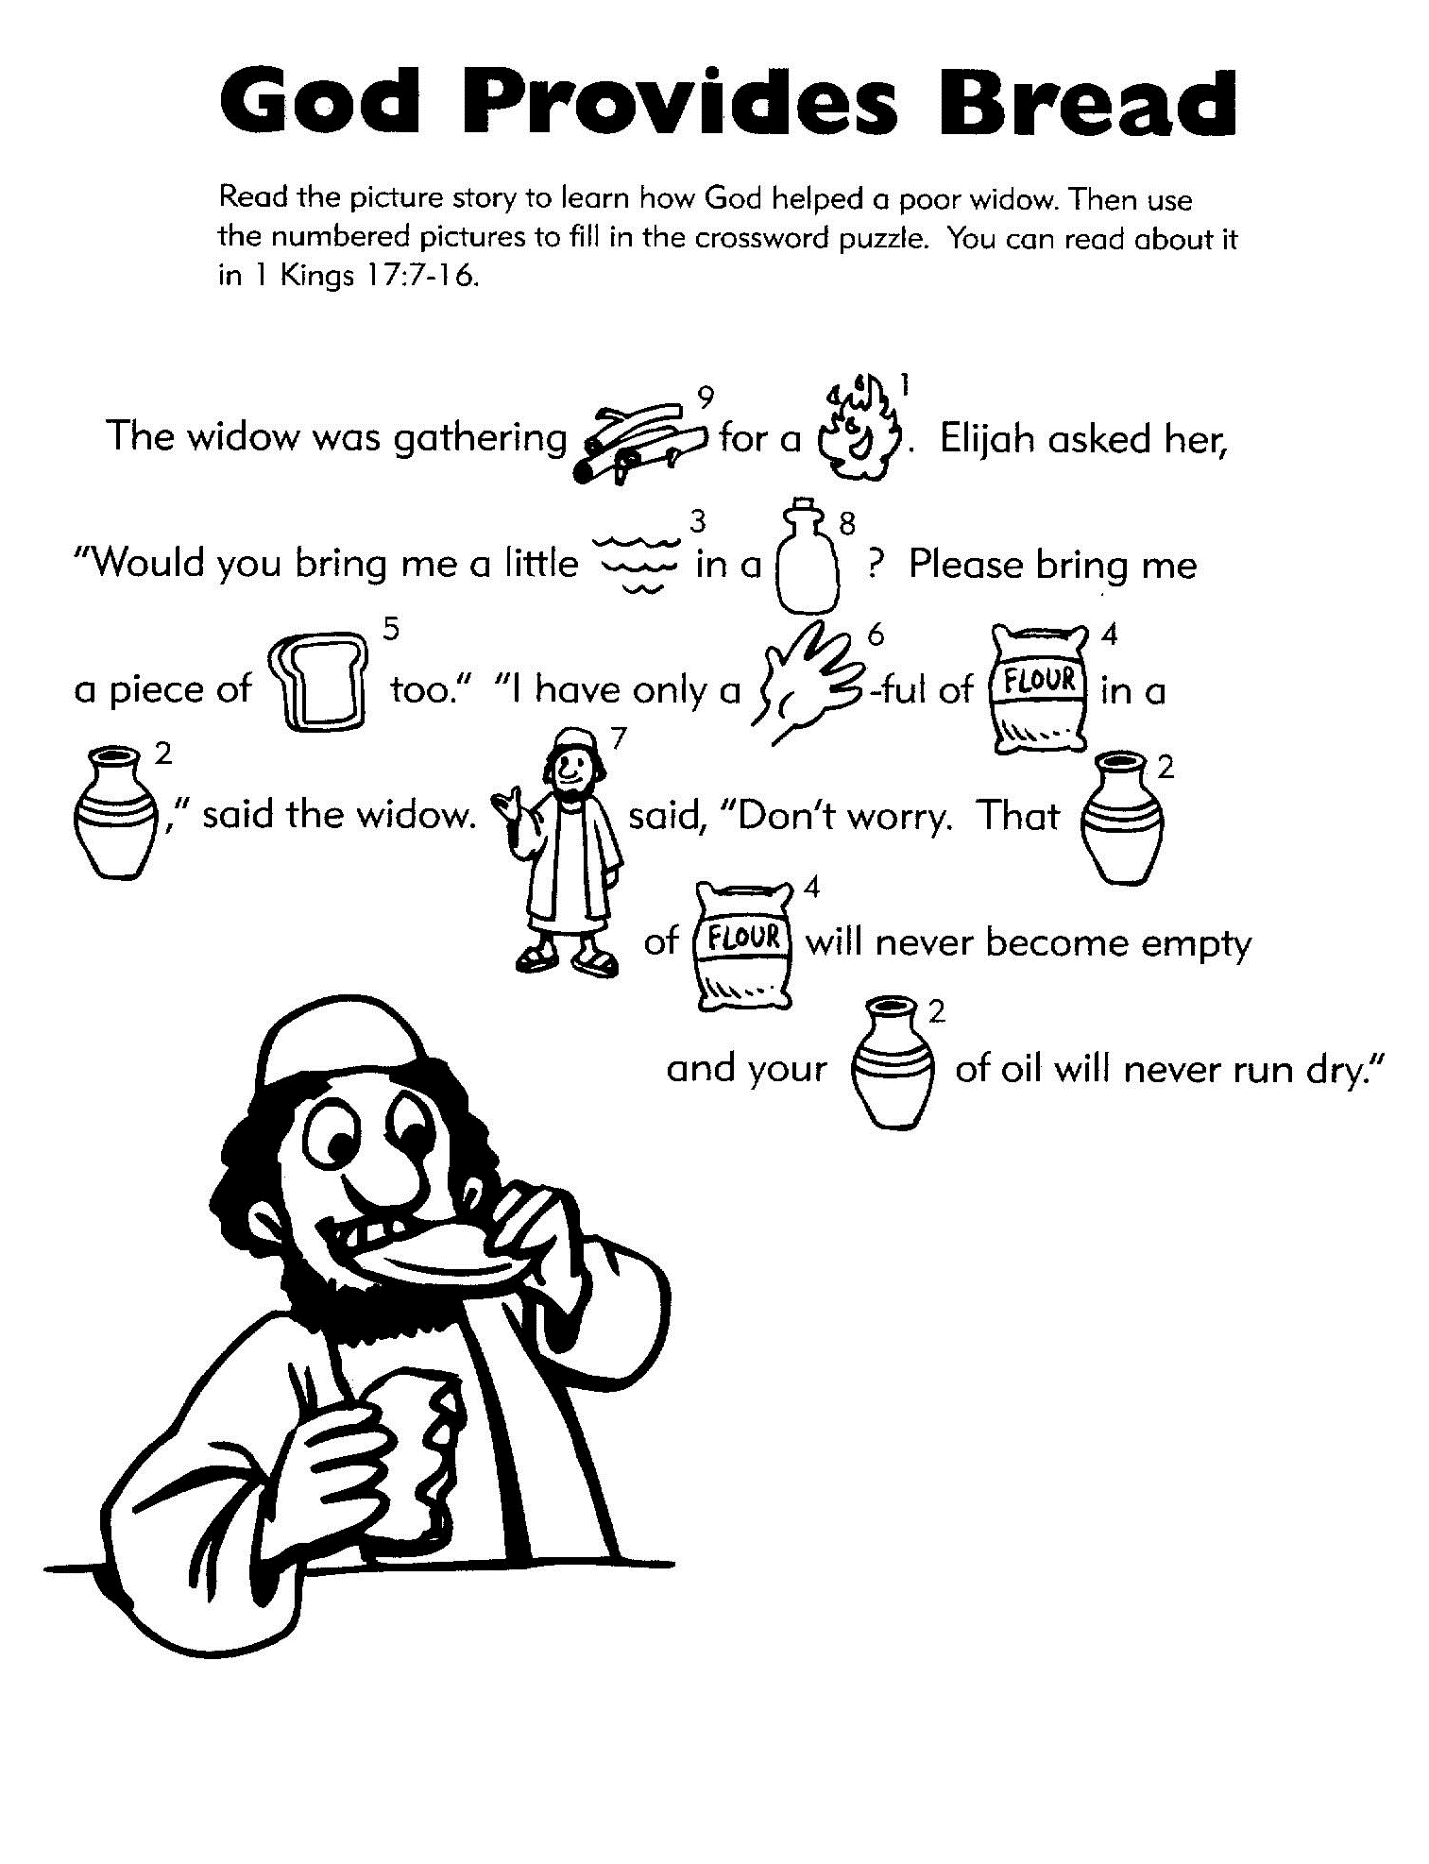 God Provides Bread
Read the picture story to learn how God helped a poor widow. Then use
the numbered pictures to fill in the crossword puzzle. You can read about it
in 1 Kings 17:7-16.
The widow was gathering 9 for a 1. Elijah asked her,
"Would you bring me a little 3 in a 8 ? Please bring me
a piece of 5 too." "I have only a 6 -ful of FLOUR 4 in a
2 ," said the widow. 7 said, "Don't worry. That 2
of FLOUR 4 will never become empty
and your 2 of oil will never run dry."